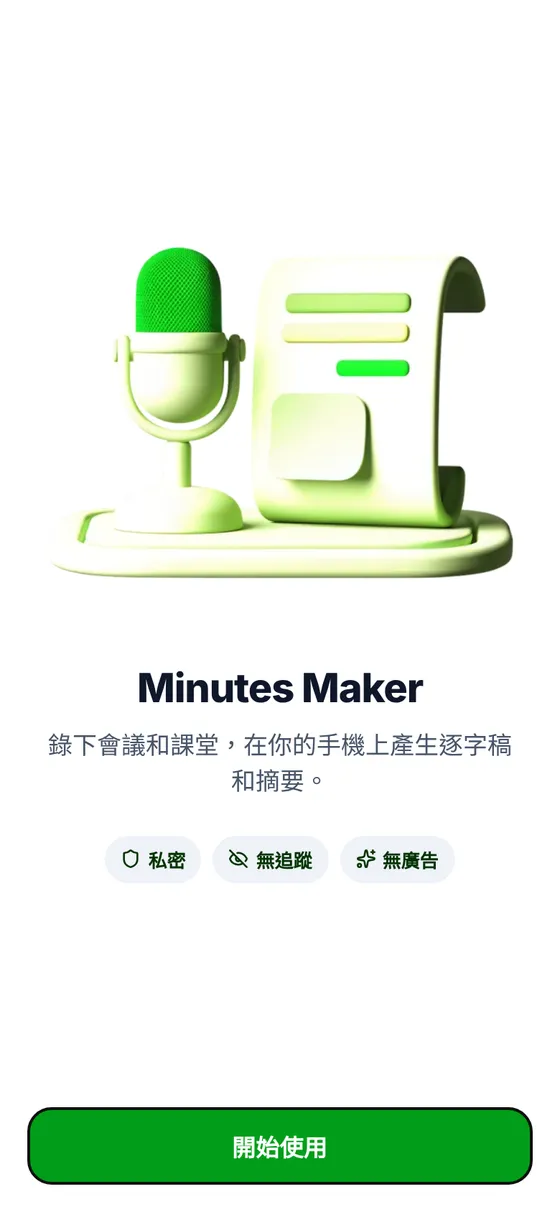 Minutes Maker
錄下會議和課堂，在你的手機上產生逐字稿
和摘要。
私密
無追蹤
無廣告
開始使用